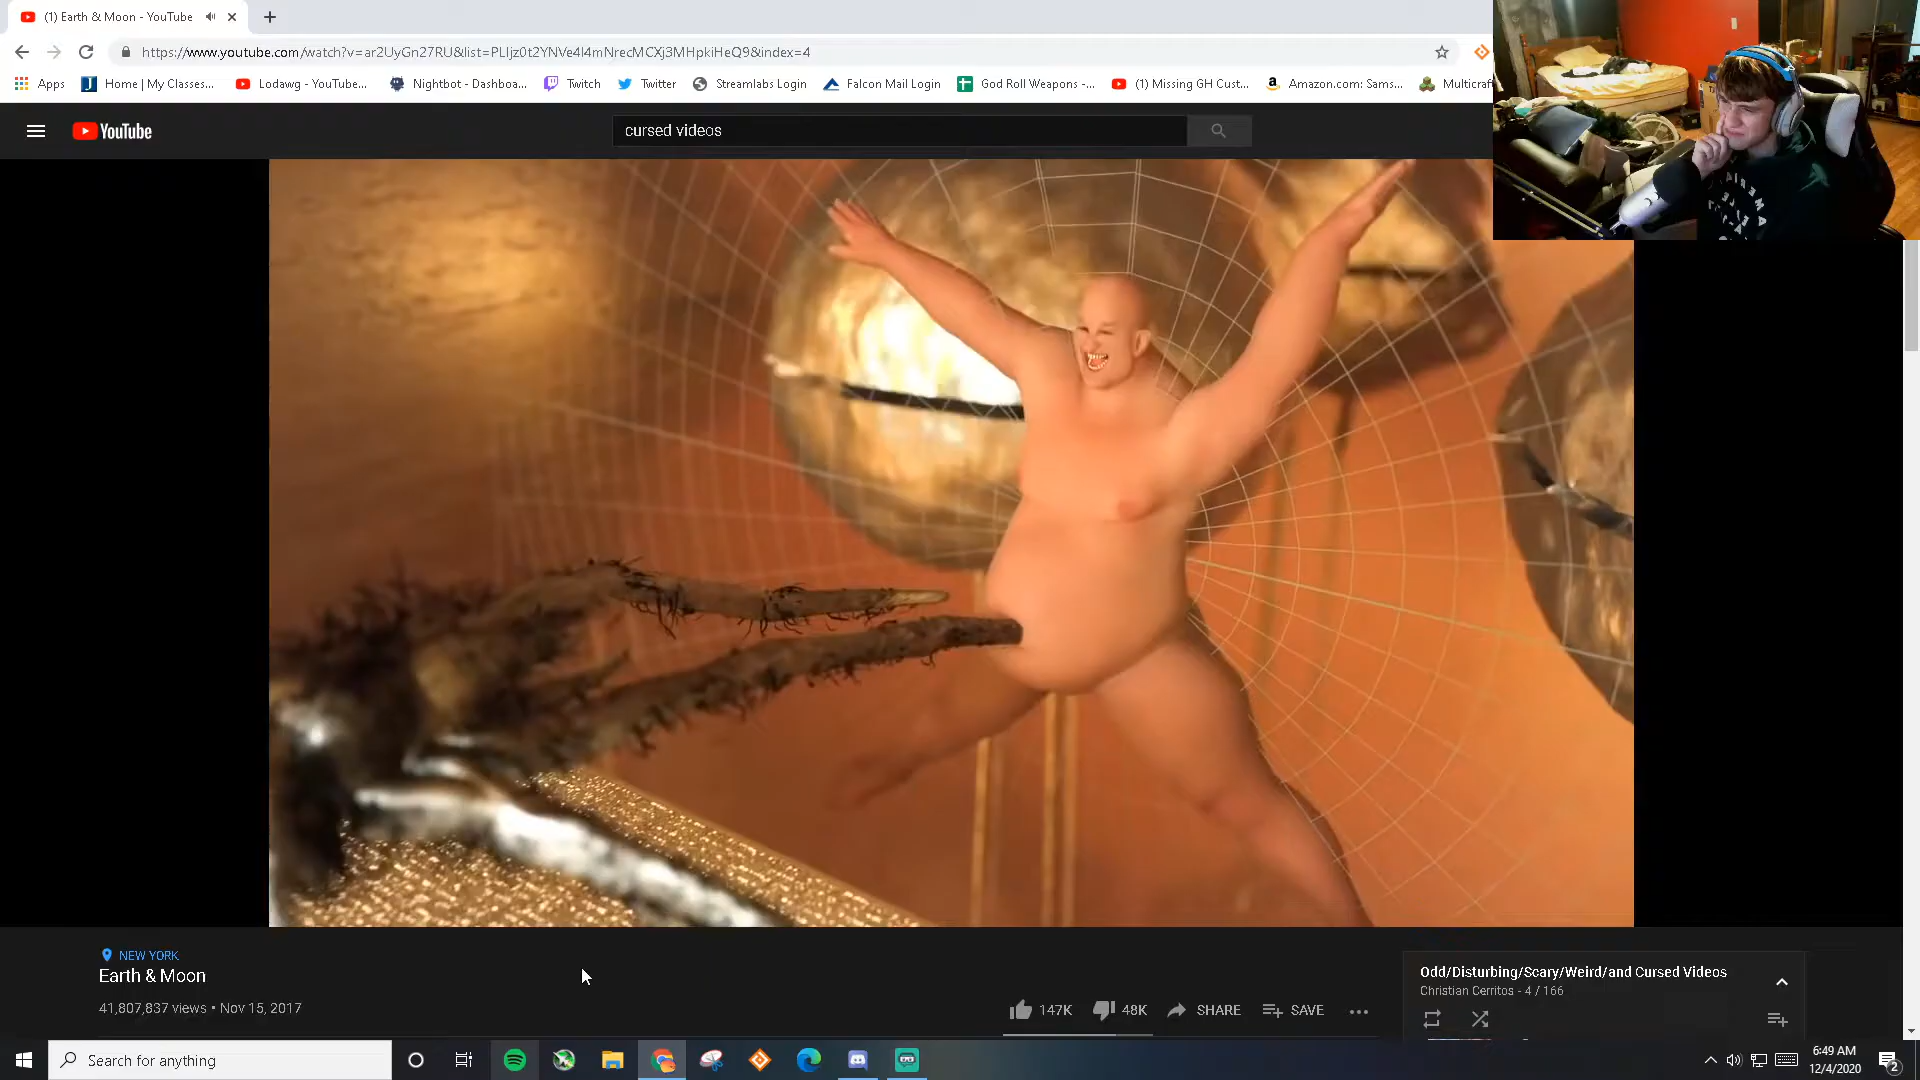 (1) Earth & Moon - YouTube
https://www.youtube.com/watch?v=ar2UyGn27RU&list=PLIjz0t2YNVe4l4mNrecMCXj3MHpkiHeQ9&index=4
Apps Home | My Classes... Lodawg - YouTube... Nightbot - Dashboa... Twitch Twitter Streamlabs Login Falcon Mail Login God Roll Weapons -... (1) Missing GH Cust... Amazon.com: Sams... Multicraft
YouTube
cursed videos
NEW YORK
Earth & Moon
41,807,837 views • Nov 15, 2017
147K 48K SHARE SAVE
Odd/Disturbing/Scary/Weird/and Cursed Videos
Christian Cerritos - 4 / 166
Search for anything
6:49 AM
12/4/2020
2